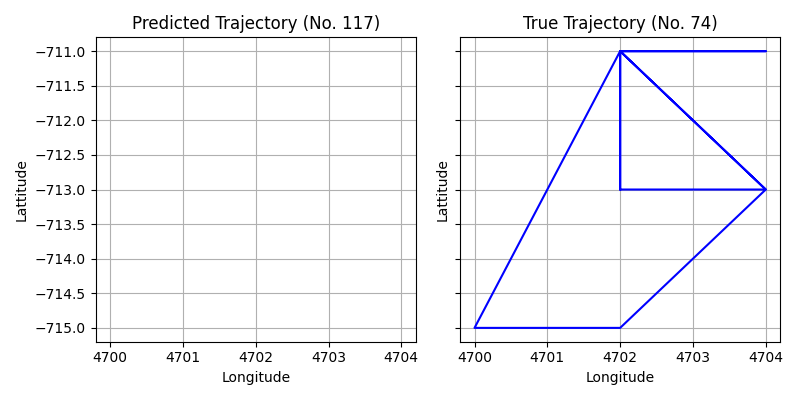 Predicted Trajectory (No. 117)
True Trajectory (No. 74)
−711.0
−711.5
−712.0
−712.5
−713.0
−713.5
−714.0
−714.5
−715.0
Lattitude
Lattitude
4700 4701 4702 4703 4704
4700 4701 4702 4703 4704
Longitude
Longitude